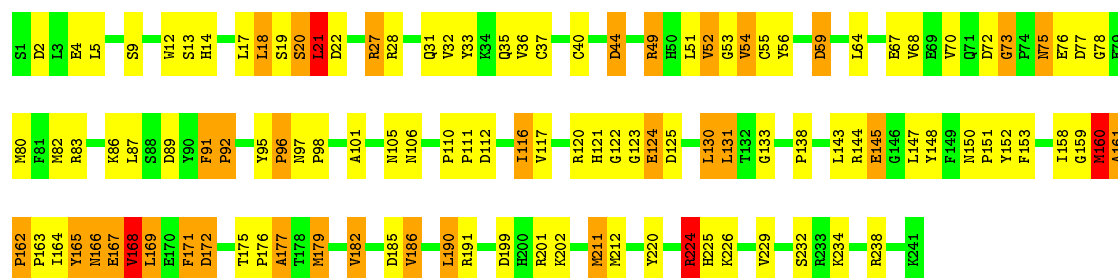 S1 D2 L3 E4 L5 S9 W12 S13 H14 L17 L18 S19 S20 L21 D22 R27 R28 Q31 V32 Y33 K34 Q35 V36 C37 C40 D44 R49 H50 L51 V52 G53 V54 C55 Y56 D59 L64 E67 V68 E69 V70 Q71 D72 G73 F74 N75 E76 D77 G78
M80 F81 M82 R83 K86 L87 S88 D89 Y90 F91 P92 Y95 P96 N97 P98 A101 N105 N106 P110 P111 D112 I116 V117 R120 H121 G122 G123 E124 D125 L130 L131 T132 G133 P138 L143 R144 E145 G146 L147 Y148 F149 N150 P151 Y152 F153 I158 G159 M160 A161
P162 P163 I164 Y165 N166 E167 V168 L169 E170 F171 D172 T175 P176 A177 T178 M179 V182 D185 V186 L190 R191 D199 H200 R201 K202 M211 M212 Y220 R224 H225 K226 V229 S232 R233 K234 R238 K241